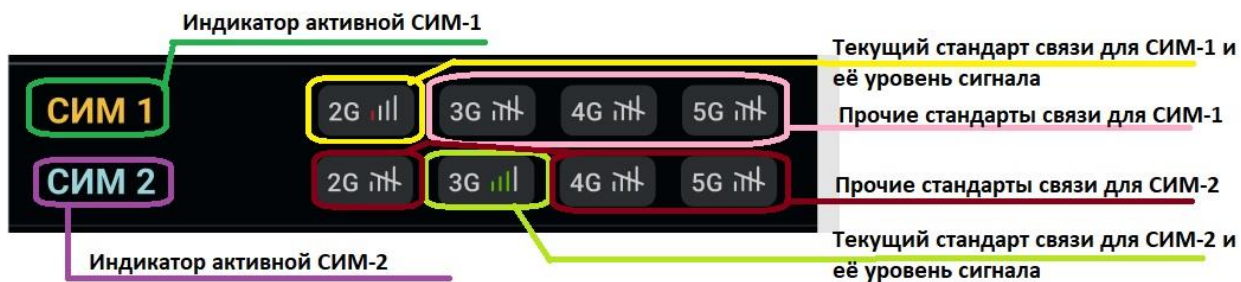 Индикатор активной СИМ-1
Текущий стандарт связи для СИМ-1 и
её уровень сигнала
СИМ 1 2G 3G 4G 5G
Прочие стандарты связи для СИМ-1
СИМ 2 2G 3G 4G 5G
Прочие стандарты связи для СИМ-2
Текущий стандарт связи для СИМ-2 и
её уровень сигнала
Индикатор активной СИМ-2